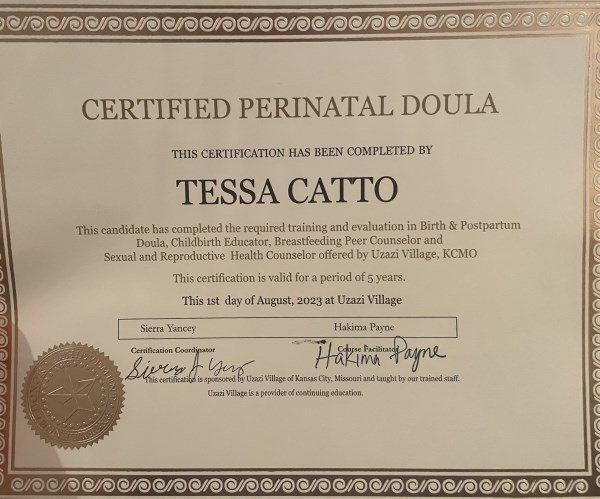 CERTIFIED PERINATAL DOULA
THIS CERTIFICATION HAS BEEN COMPLETED BY
TESSA CATTO
This candidate has completed the required training and evaluation in Birth & Postpartum
Doula, Childbirth Educator, Breastfeeding Peer Counselor and
Sexual and Reproductive Health Counselor offered by Uzazi Village, KCMO
This certification is valid for a period of 5 years.
This 1st day of August, 2023 at Uzazi Village
Sierra Yancey Hakima Payne
Certification Coordinator Course Facilitator
Sierra Hakima Payne
This certification is sponsored by Uzazi Village of Kansas City, Missouri and taught by our trained staff.
Uzazi Village is a provider of continuing education.